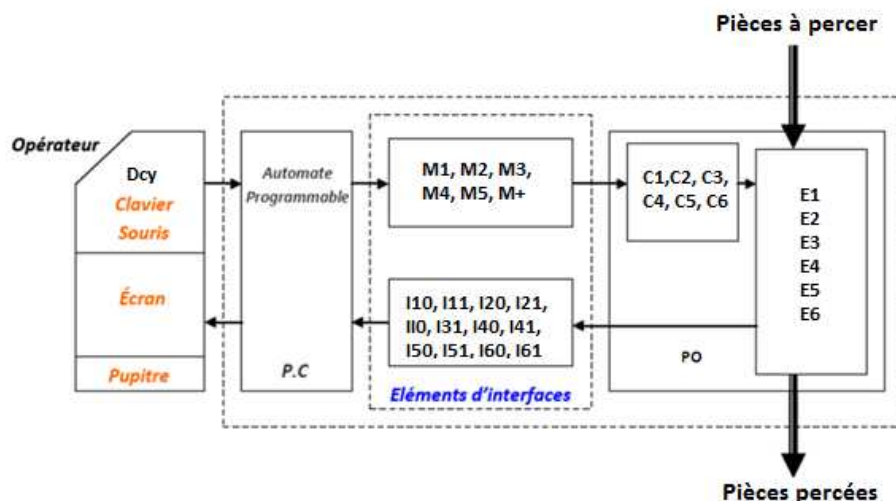 Pièces à percer
Opérateur
Dcy
Clavier
Souris
Écran
Pupitre
Automate
Programmable
P.C
M1, M2, M3,
M4, M5, M+
I10, I11, I20, I21,
II0, I31, I40, I41,
I50, I51, I60, I61
Eléments d'interfaces
C1,C2, C3,
C4, C5, C6
PO
E1
E2
E3
E4
E5
E6
Pièces percées